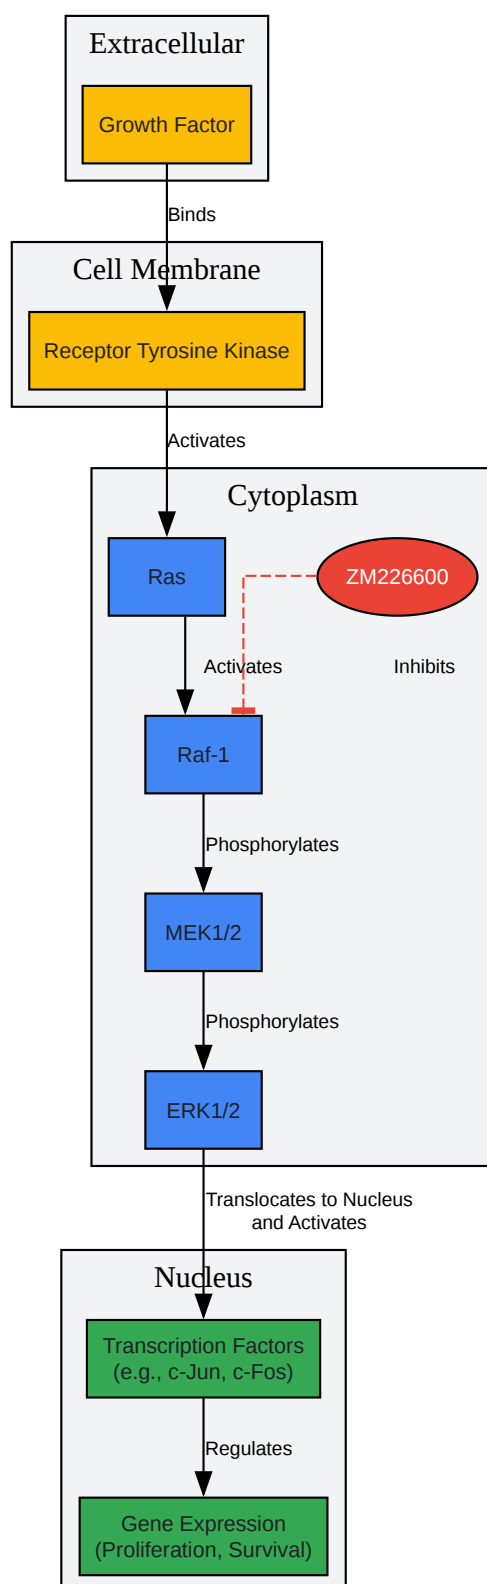 Extracellular
Growth Factor
Binds
Cell Membrane
Receptor Tyrosine Kinase
Activates
Cytoplasm
Ras
ZM226600
Activates
Inhibits
Raf-1
Phosphorylates
MEK1/2
Phosphorylates
ERK1/2
Translocates to Nucleus
and Activates
Nucleus
Transcription Factors
(e.g., c-Jun, c-Fos)
Regulates
Gene Expression
(Proliferation, Survival)